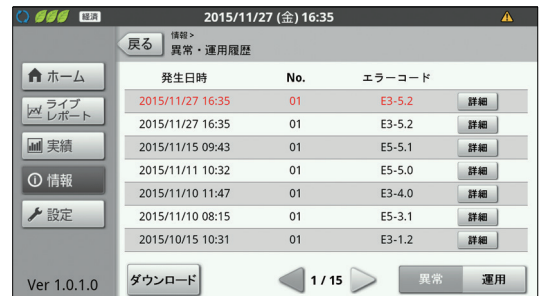 経済 2015/11/27 (金) 16:35
戻る 情報 >
異常・運用履歴
ホーム
ライブ
レポート
実績
情報
設定
Ver 1.0.1.0
発生日時 No. エラーコード
2015/11/27 16:35 01 E3-5.2 詳細
2015/11/27 16:35 01 E3-5.2 詳細
2015/11/15 09:43 01 E5-5.1 詳細
2015/11/11 10:32 01 E5-5.0 詳細
2015/11/10 11:47 01 E3-4.0 詳細
2015/11/10 08:15 01 E5-3.1 詳細
2015/10/15 10:31 01 E3-1.2 詳細
ダウンロード 1 / 15 異常 運用